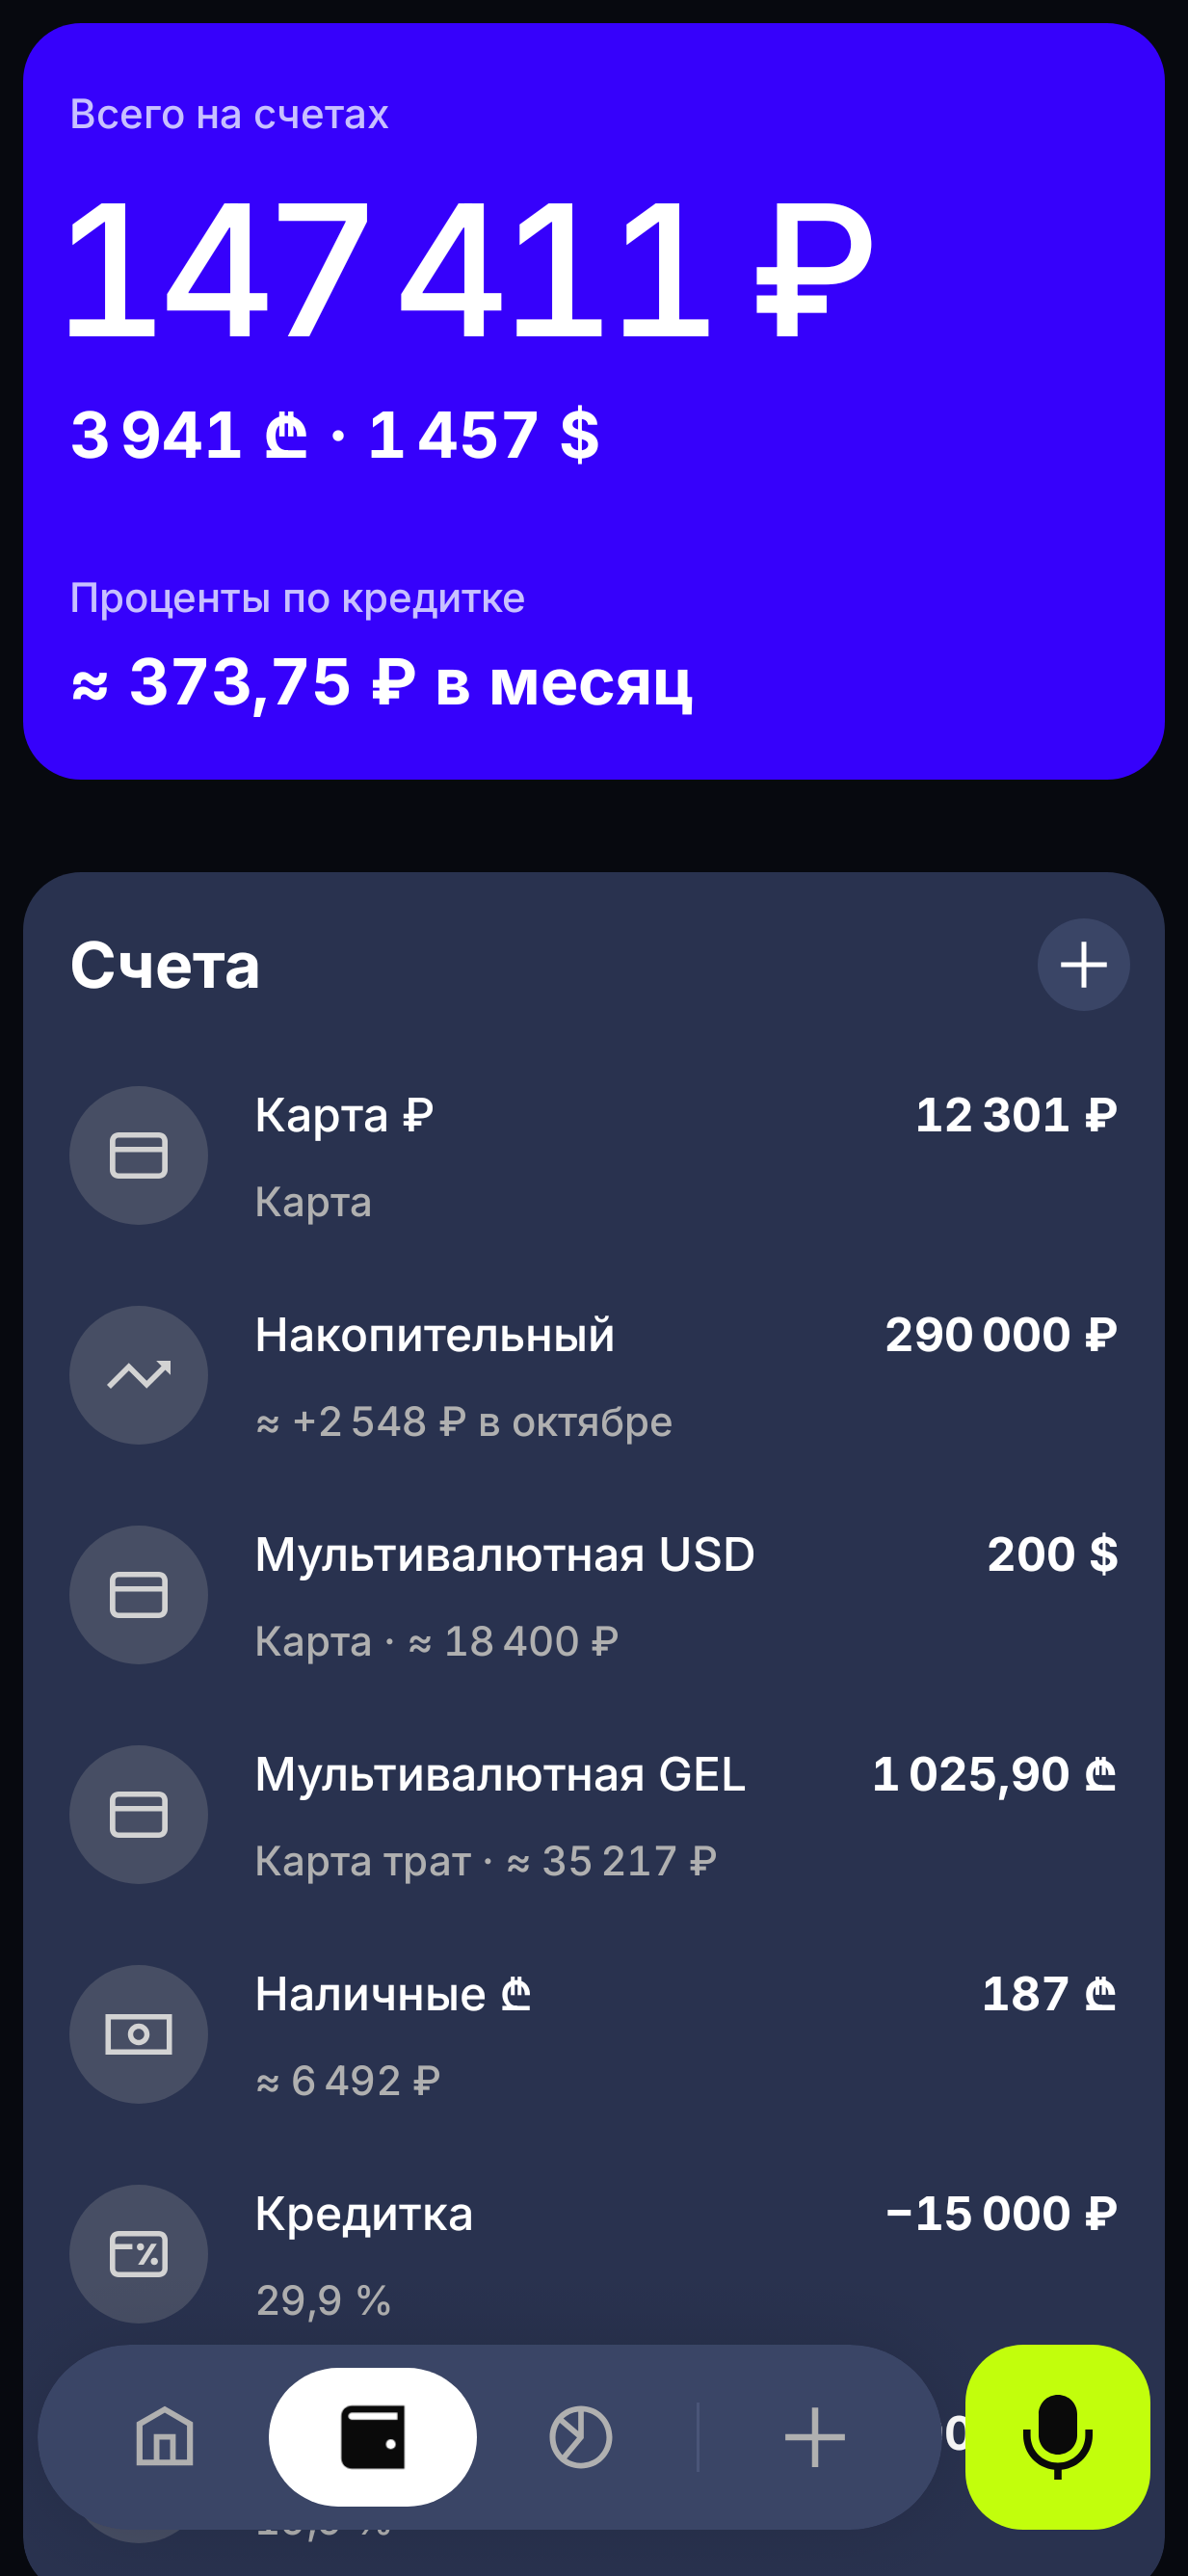 Всего на счетах
147 411 ₽
3 941 ₾ · 1 457 $
Проценты по кредитке
≈ 373,75 ₽ в месяц
Счета
Карта ₽
12 301 ₽
Карта
Накопительный
290 000 ₽
≈ +2 548 ₽ в октябре
Мультивалютная USD
200 $
Карта · ≈ 18 400 ₽
Мультивалютная GEL
1 025,90 ₾
Карта трат · ≈ 35 217 ₽
Наличные ₾
187 ₾
≈ 6 492 ₽
Кредитка
−15 000 ₽
29,9 %